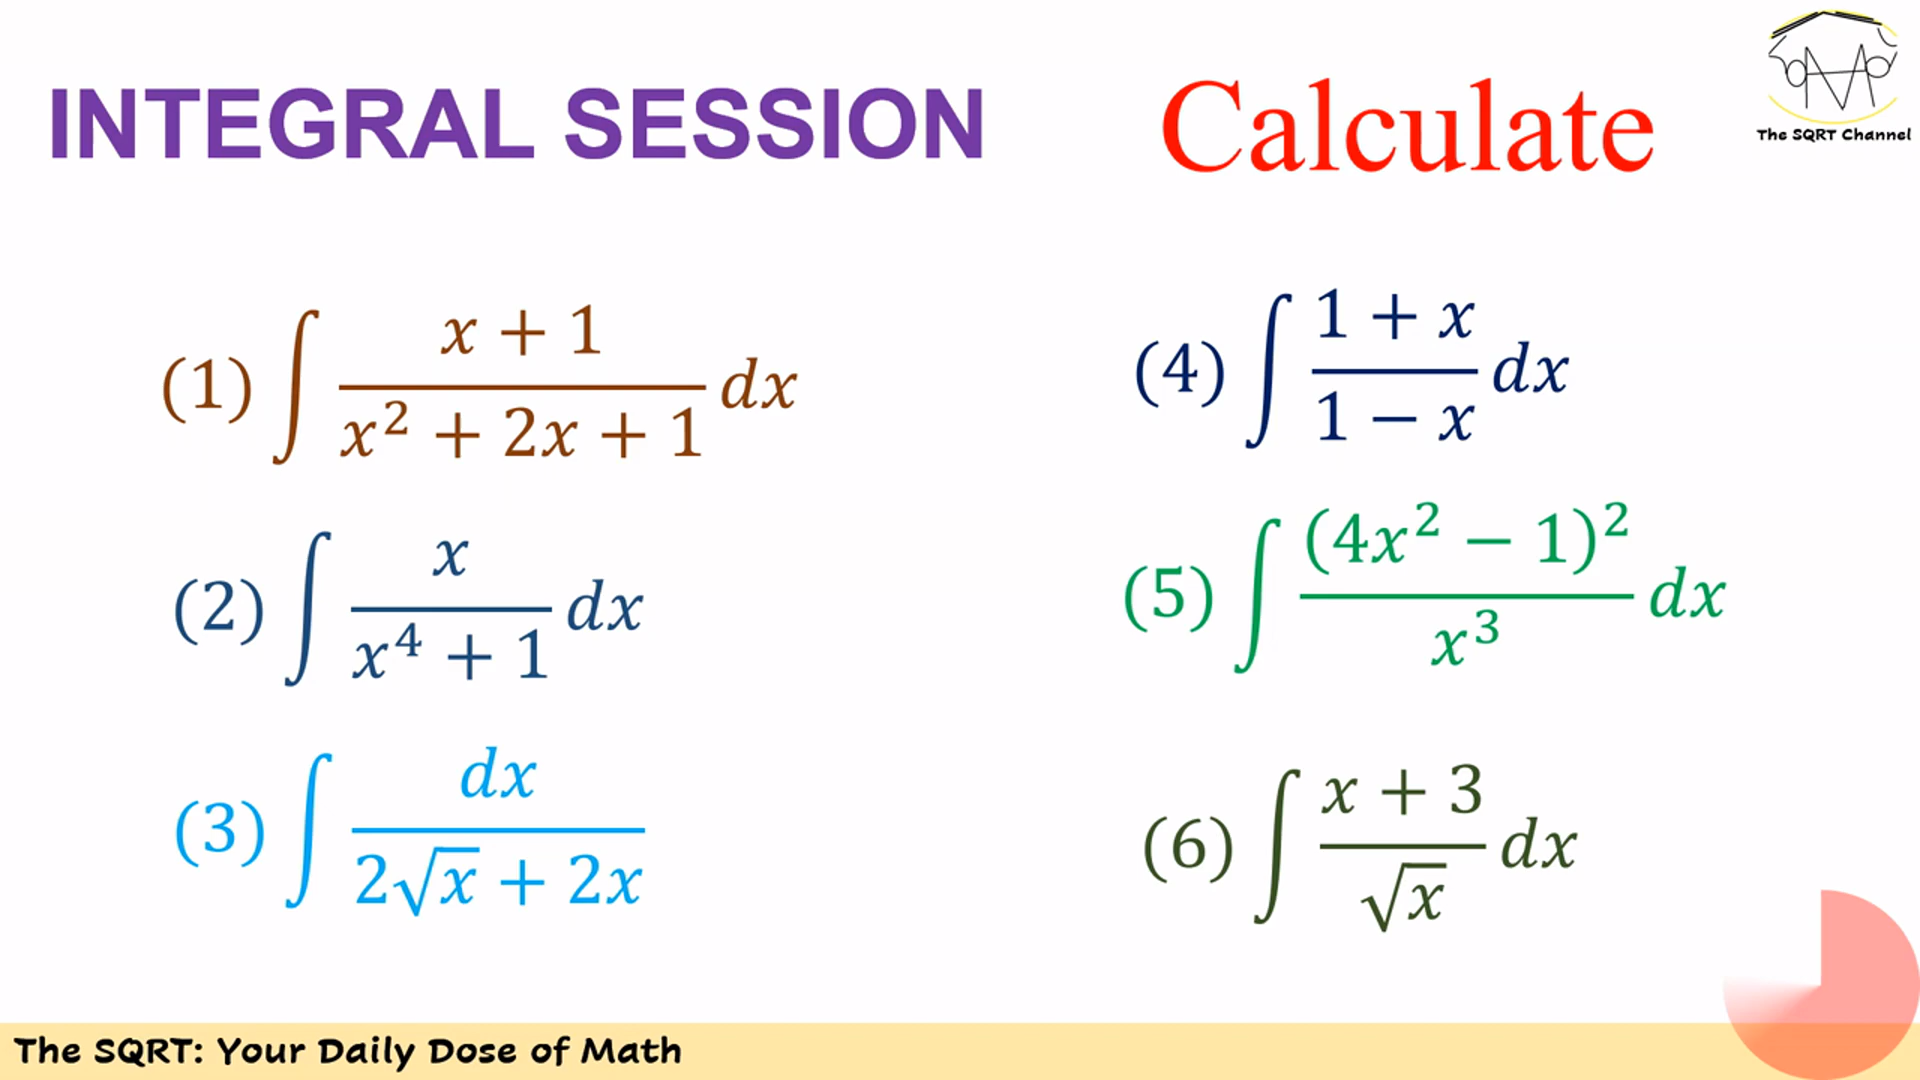 INTEGRAL SESSION
Calculate
The SQRT Channel
(1) ∫ (x + 1)/(x² + 2x + 1) dx
(2) ∫ x/(x⁴ + 1) dx
(3) ∫ dx/(2√x + 2x)
(4) ∫ (1 + x)/(1 − x) dx
(5) ∫ (4x² − 1)²/x³ dx
(6) ∫ (x + 3)/√x dx
The SQRT: Your Daily Dose of Math